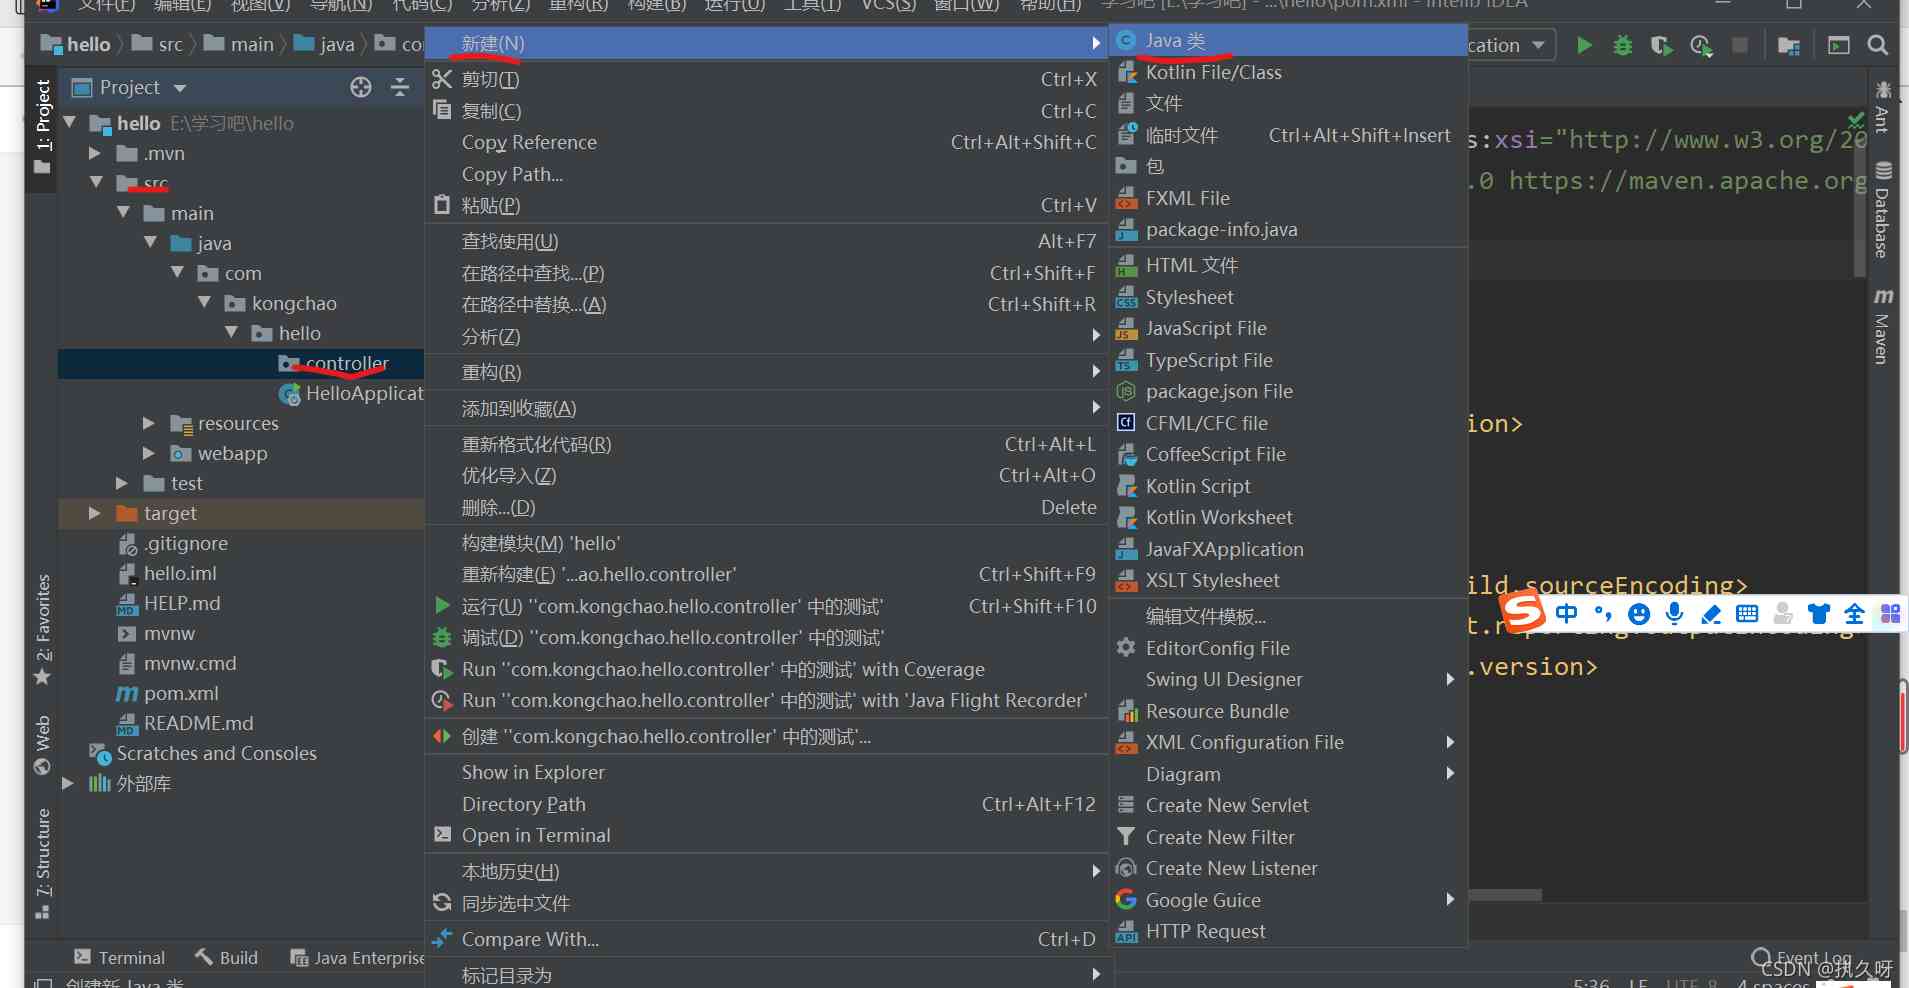 文件(F) 编辑(E) 视图(V) 导航(N) 代码(C) 分析(Z) 重构(R) 构建(B) 运行(U) 工具(T) VCS(S) 窗口(W) 帮助(H) 学习吧 [E:\学习吧] - ...\hello\pom.xml - IntelliJ IDEA
hello src main java co
cation
Project
hello E:\学习吧\hello
.mvn
src
main
java
com
kongchao
hello
controller
HelloApplicat
resources
webapp
test
target
.gitignore
hello.iml
HELP.md
mvnw
mvnw.cmd
pom.xml
README.md
Scratches and Consoles
外部库
1: Project
2: Favorites
Web
7: Structure
新建(N)
剪切(T) Ctrl+X
复制(C) Ctrl+C
Copy Reference Ctrl+Alt+Shift+C
Copy Path...
粘贴(P) Ctrl+V
查找使用(U) Alt+F7
在路径中查找...(P) Ctrl+Shift+F
在路径中替换...(A) Ctrl+Shift+R
分析(Z)
重构(R)
添加到收藏(A)
重新格式化代码(R) Ctrl+Alt+L
优化导入(Z) Ctrl+Alt+O
删除...(D) Delete
构建模块(M) 'hello'
重新构建(E) '...ao.hello.controller' Ctrl+Shift+F9
运行(U) ''com.kongchao.hello.controller' 中的测试' Ctrl+Shift+F10
调试(D) ''com.kongchao.hello.controller' 中的测试'
Run ''com.kongchao.hello.controller' 中的测试' with Coverage
Run ''com.kongchao.hello.controller' 中的测试' with 'Java Flight Recorder'
创建 ''com.kongchao.hello.controller' 中的测试'...
Show in Explorer
Directory Path Ctrl+Alt+F12
Open in Terminal
本地历史(H)
同步选中文件
Compare With... Ctrl+D
标记目录为
Java 类
Kotlin File/Class
文件
临时文件 Ctrl+Alt+Shift+Insert
包
FXML File
package-info.java
HTML 文件
Stylesheet
JavaScript File
TypeScript File
package.json File
CFML/CFC file
CoffeeScript File
Kotlin Script
Kotlin Worksheet
JavaFXApplication
XSLT Stylesheet
编辑文件模板...
EditorConfig File
Swing UI Designer
Resource Bundle
XML Configuration File
Diagram
Create New Servlet
Create New Filter
Create New Listener
Google Guice
HTTP Request
s:xsi="http://www.w3.org/20
.0 https://maven.apache.org
ion>
ild.sourceEncoding>
.version>
中 全
Ant
Database
Maven
Terminal Build Java Enterprise
Event Log
创建新 Java 类
5:36 LF UTF-8 4 spaces
CSDN @执久呀